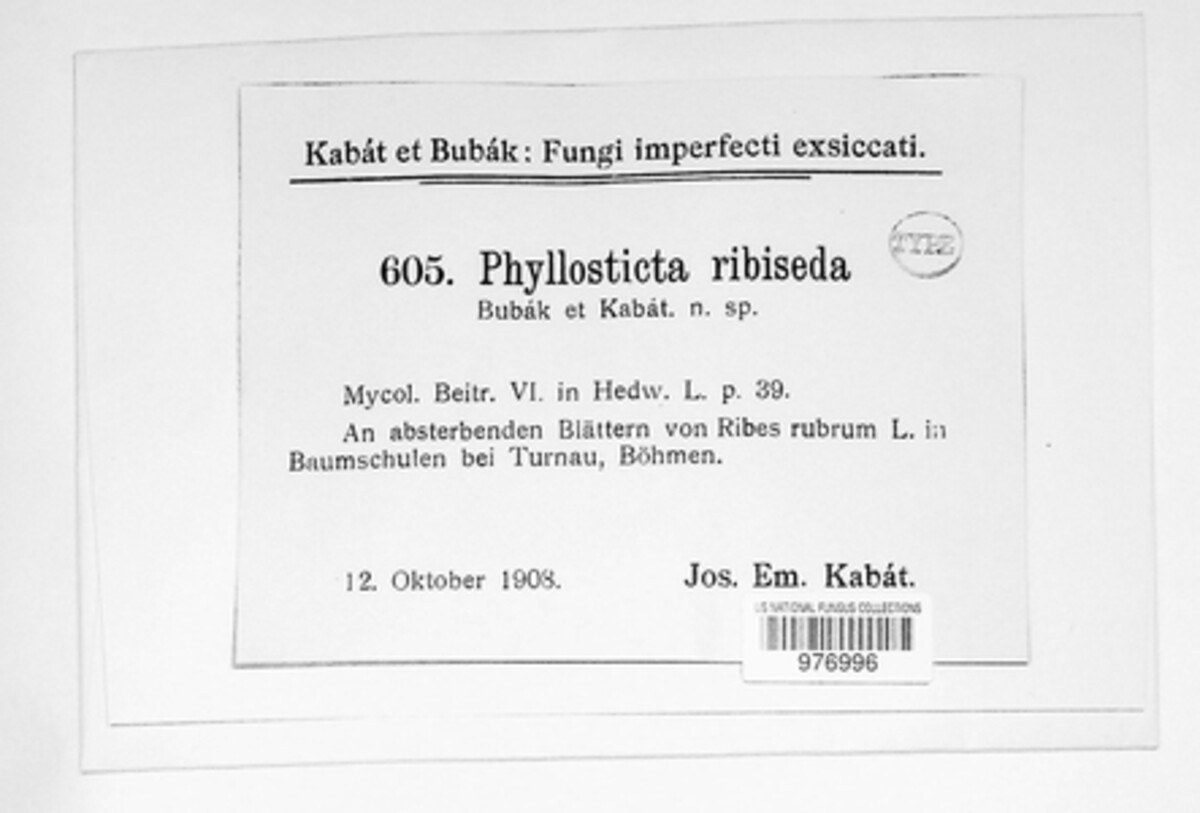 Kabát et Bubák: Fungi imperfecti exsiccati.
TYPE
605. Phyllosticta ribiseda
Bubák et Kabát. n. sp.
Mycol. Beitr. VI. in Hedw. L. p. 39.
An absterbenden Blättern von Ribes rubrum L. in
Baumschulen bei Turnau, Böhmen.
12. Oktober 1908.
Jos. Em. Kabát.
US NATIONAL FUNGUS COLLECTIONS
976996